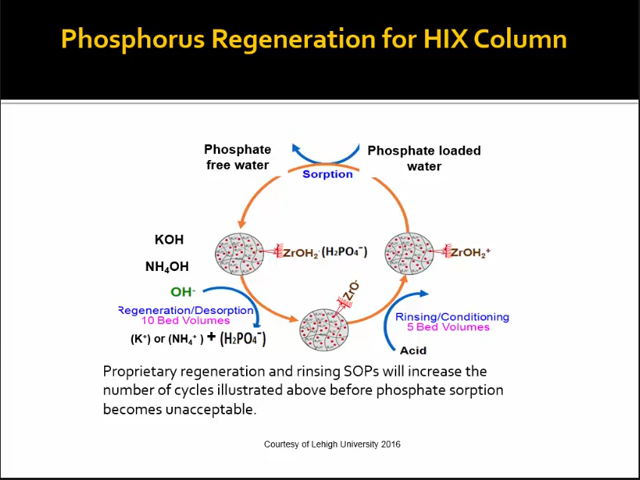 Phosphorus Regeneration for HIX Column
Phosphate free water
Phosphate loaded water
Sorption
KOH
NH₄OH
OH⁻
ZrOH₂ (H₂PO₄⁻)
ZrOH₂⁺
ZrO⁻
Regeneration/Desorption
10 Bed Volumes
(K⁺) or (NH₄⁺) + (H₂PO₄⁻)
Rinsing/Conditioning
5 Bed Volumes
Acid
Proprietary regeneration and rinsing SOPs will increase the
number of cycles illustrated above before phosphate sorption
becomes unacceptable.
Courtesy of Lehigh University 2016